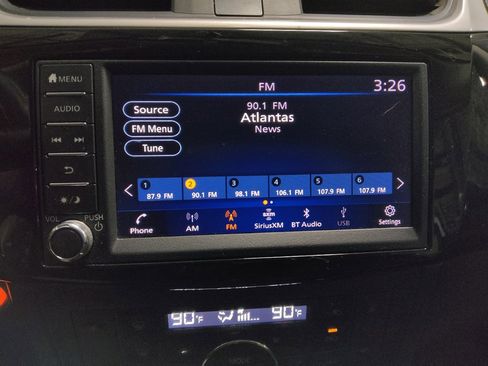 MENU
FM
3:26
AUDIO
Source
90.1 FM
Atlantas
News
FM Menu
Tune
1 2 3 4 5 6
87.9 FM 90.1 FM 98.1 FM 106.1 FM 107.9 FM 107.9 FM
VOL PUSH
Phone AM FM sxm SiriusXM BT Audio USB Settings
90°F 90°F
MODE